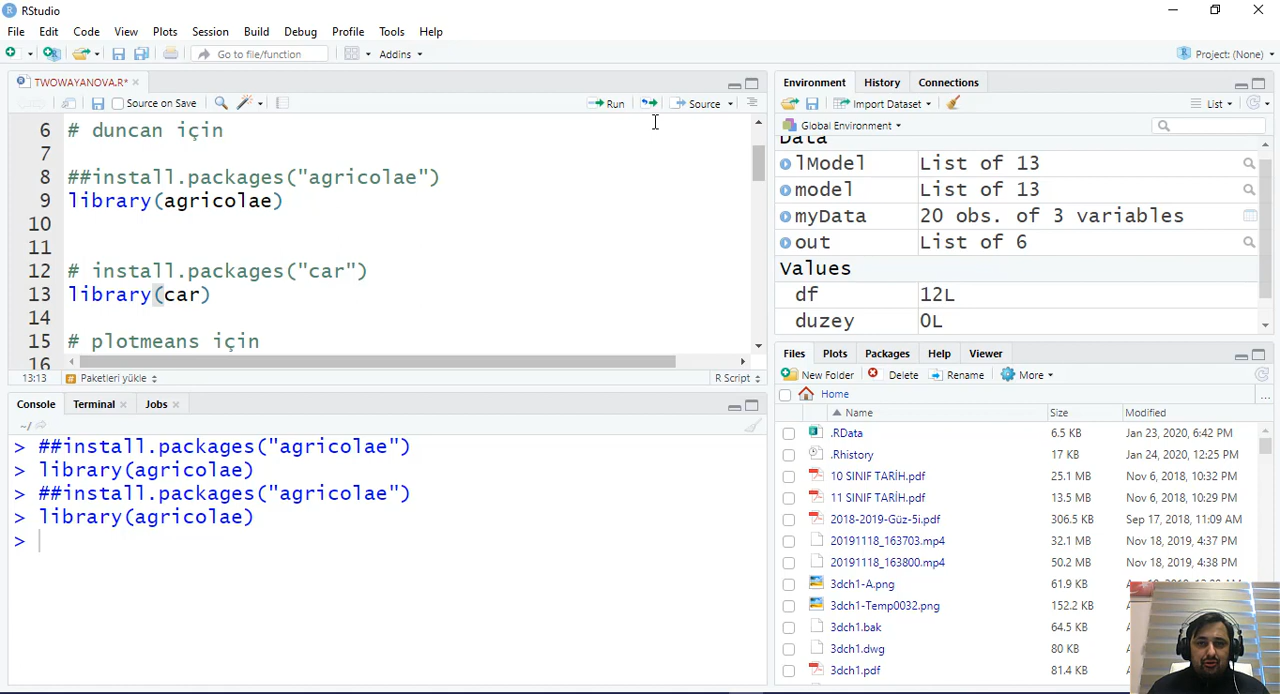 RStudio
File Edit Code View Plots Session Build Debug Profile Tools Help
Go to file/function Addins Project: (None)
TWOWAYANOVA.R*
Source on Save Run Source
6 # duncan için
7
8 ##install.packages("agricolae")
9 library(agricolae)
10
11
12 # install.packages("car")
13 library(car)
14
15 # plotmeans için
16
13:13 # Paketleri yükle R Script
Console Terminal Jobs
~/
> ##install.packages("agricolae")
> library(agricolae)
> ##install.packages("agricolae")
> library(agricolae)
>
Environment History Connections
Import Dataset List
Global Environment
Data
lModel List of 13
model List of 13
myData 20 obs. of 3 variables
out List of 6
Values
df 12L
duzey 0L
Files Plots Packages Help Viewer
New Folder Delete Rename More
Home ...
Name Size Modified
.RData 6.5 KB Jan 23, 2020, 6:42 PM
.Rhistory 17 KB Jan 24, 2020, 12:25 PM
10 SINIF TARİH.pdf 25.1 MB Nov 6, 2018, 10:32 PM
11 SINIF TARİH.pdf 13.5 MB Nov 6, 2018, 10:29 PM
2018-2019-Güz-5i.pdf 306.5 KB Sep 17, 2018, 11:09 AM
20191118_163703.mp4 32.1 MB Nov 18, 2019, 4:37 PM
20191118_163800.mp4 50.2 MB Nov 18, 2019, 4:38 PM
3dch1-A.png 61.9 KB
3dch1-Temp0032.png 152.2 KB
3dch1.bak 64.5 KB
3dch1.dwg 80 KB
3dch1.pdf 81.4 KB